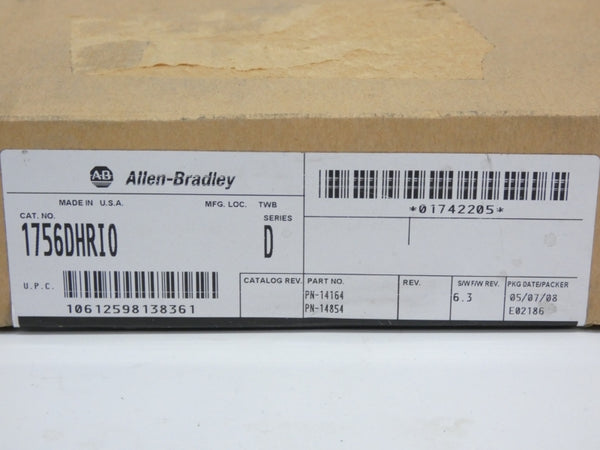 AB Allen-Bradley
MADE IN U.S.A. MFG. LOC. TWB
CAT. NO. SERIES
1756DHRIO D
U.P.C.
10612598138361
*01742205*
CATALOG REV. PART NO. REV. S/W F/W REV. PKG DATE/PACKER
PN-14164 6.3 05/07/08
PN-14854 E02186